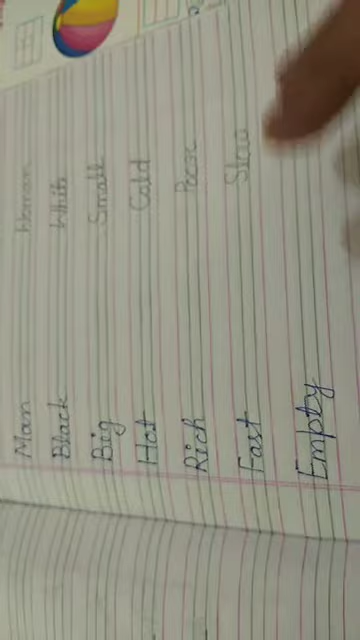 Man Woman
Black White
Big Small
Hot Cold
Rich Poor
Fast Slow
Empty